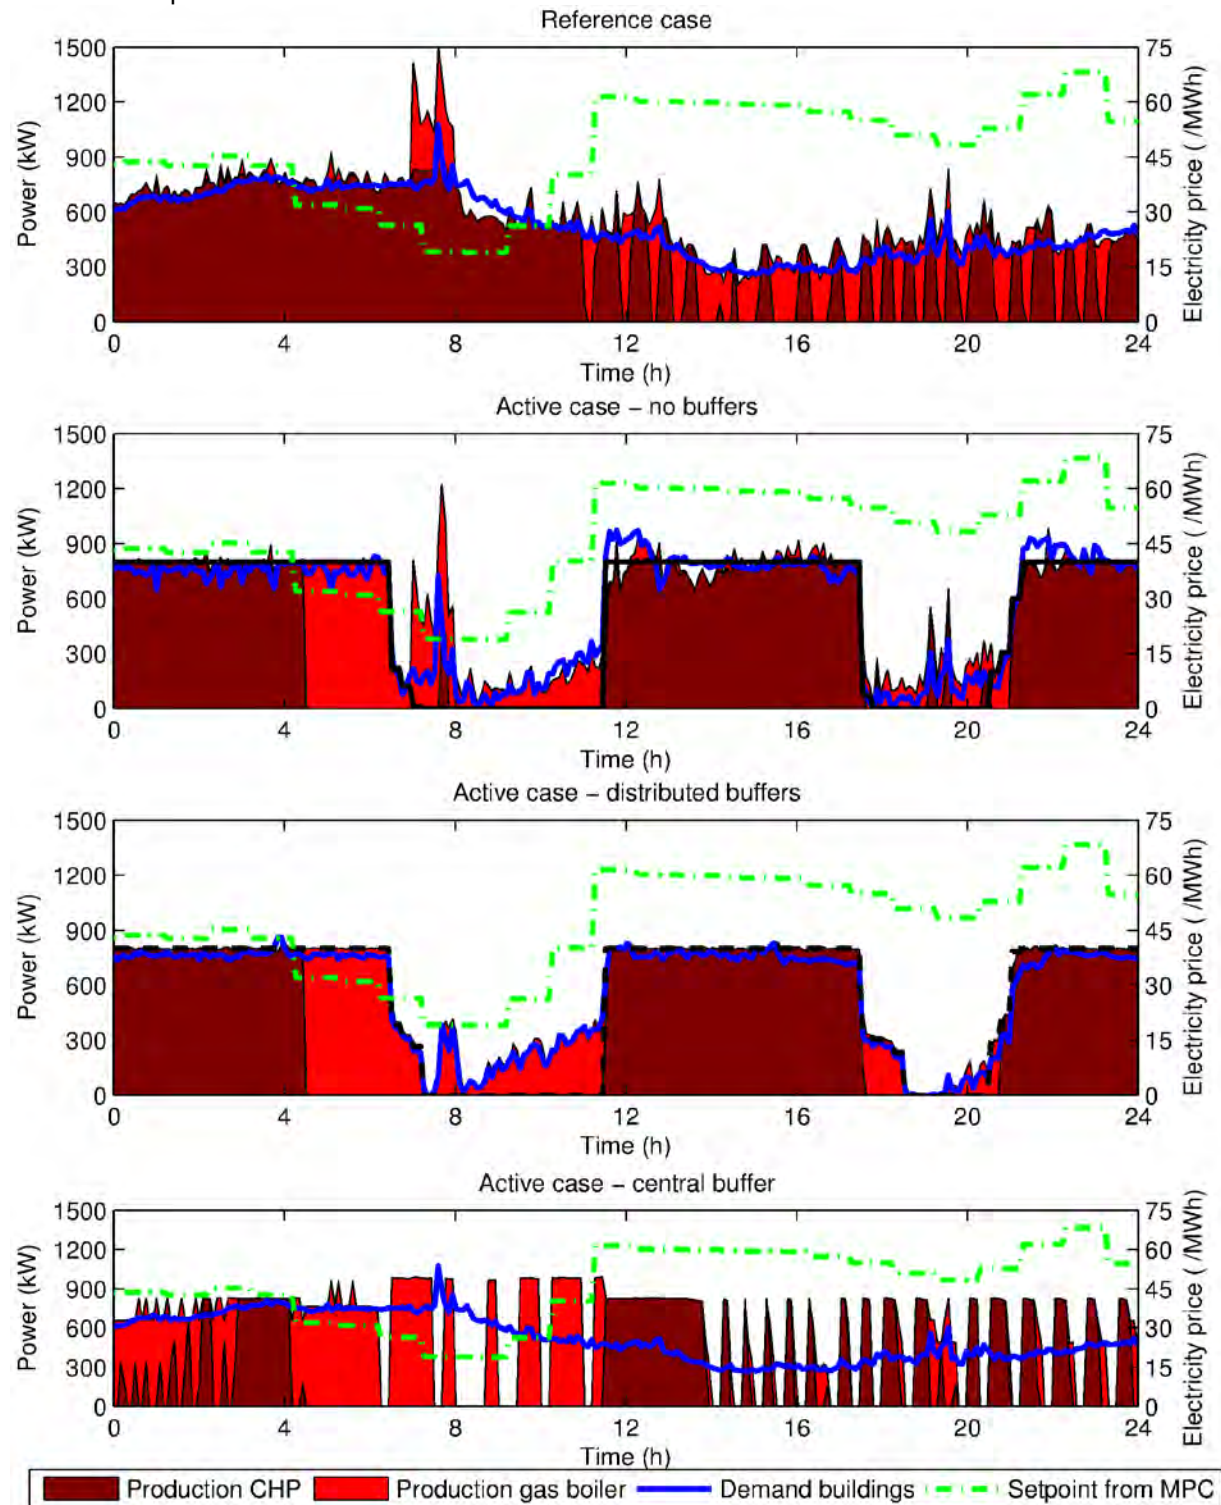 Reference case
1500
1200
900
600
300
0
Power (kW)
75
60
45
30
15
0
Electricity price ( /MWh)
0 4 8 12 16 20 24
Time (h)
Active case − no buffers
1500
1200
900
600
300
0
Power (kW)
75
60
45
30
15
0
Electricity price ( /MWh)
0 4 8 12 16 20 24
Time (h)
Active case − distributed buffers
1500
1200
900
600
300
0
Power (kW)
75
60
45
30
15
0
Electricity price ( /MWh)
0 4 8 12 16 20 24
Time (h)
Active case − central buffer
1500
1200
900
600
300
0
Power (kW)
75
60
45
30
15
0
Electricity price ( /MWh)
0 4 8 12 16 20 24
Time (h)
Production CHP Production gas boiler Demand buildings Setpoint from MPC